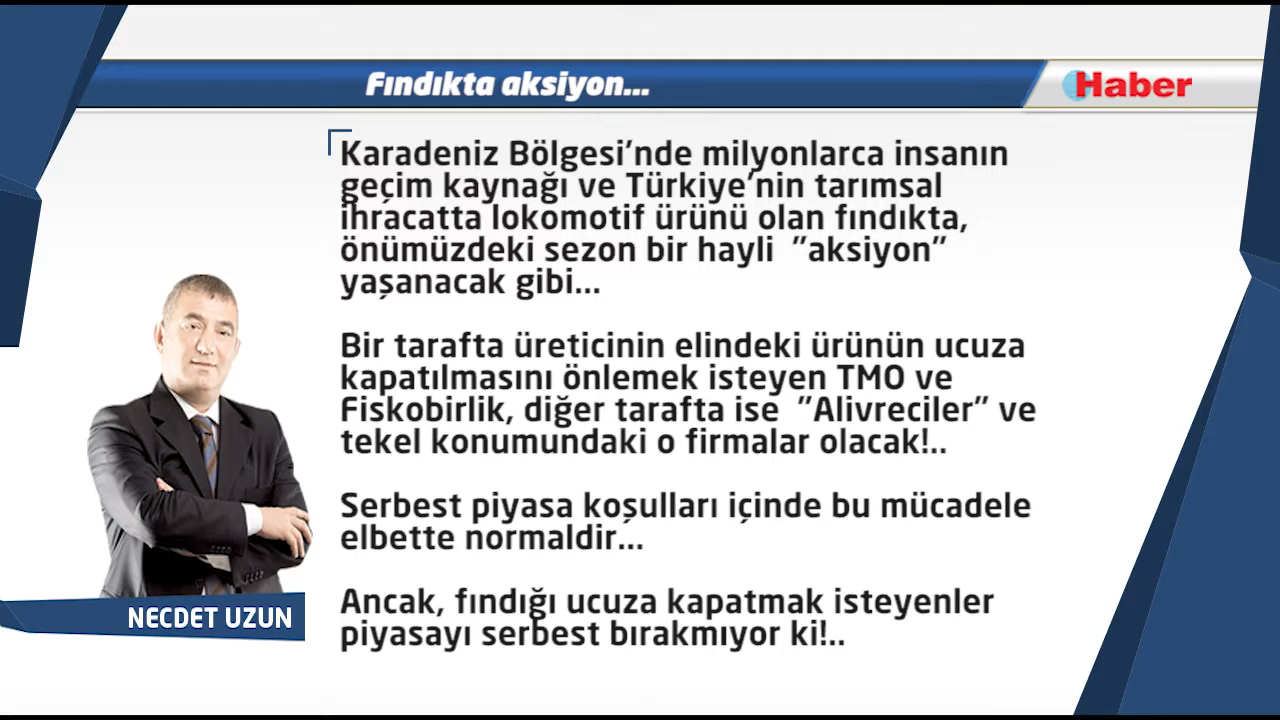 Fındıkta aksiyon...
Haber
Karadeniz Bölgesi'nde milyonlarca insanın
geçim kaynağı ve Türkiye'nin tarımsal
ihracatta lokomotif ürünü olan fındıkta,
önümüzdeki sezon bir hayli "aksiyon"
yaşanacak gibi...
Bir tarafta üreticinin elindeki ürünün ucuza
kapatılmasını önlemek isteyen TMO ve
Fiskobirlik, diğer tarafta ise "Alivreciler" ve
tekel konumundaki o firmalar olacak!..
Serbest piyasa koşulları içinde bu mücadele
elbette normaldir...
Ancak, fındığı ucuza kapatmak isteyenler
piyasayı serbest bırakmıyor ki!..
NECDET UZUN